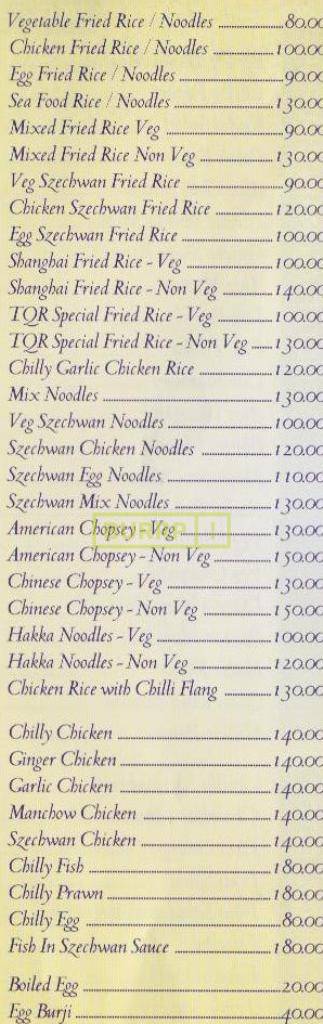 Vegetable Fried Rice / Noodles 80.00
Chicken Fried Rice / Noodles 100.00
Egg Fried Rice / Noodles 90.00
Sea Food Rice / Noodles 130.00
Mixed Fried Rice Veg 90.00
Mixed Fried Rice Non Veg 130.00
Veg Szechwan Fried Rice 90.00
Chicken Szechwan Fried Rice 120.00
Egg Szechwan Fried Rice 100.00
Shanghai Fried Rice - Veg 100.00
Shanghai Fried Rice - Non Veg 140.00
TQR Special Fried Rice - Veg 100.00
TQR Special Fried Rice - Non Veg 130.00
Chilly Garlic Chicken Rice 120.00
Mix Noodles 130.00
Veg Szechwan Noodles 100.00
Szechwan Chicken Noodles 120.00
Szechwan Egg Noodles 110.00
Szechwan Mix Noodles 130.00
American Chopsey - Veg 130.00
American Chopsey - Non Veg 150.00
Chinese Chopsey - Veg 130.00
Chinese Chopsey - Non Veg 150.00
Hakka Noodles - Veg 100.00
Hakka Noodles - Non Veg 120.00
Chicken Rice with Chilli Flang 130.00
Chilly Chicken 140.00
Ginger Chicken 140.00
Garlic Chicken 140.00
Manchow Chicken 140.00
Szechwan Chicken 140.00
Chilly Fish 180.00
Chilly Prawn 180.00
Chilly Egg 80.00
Fish In Szechwan Sauce 180.00
Boiled Egg 20.00
Egg Burji 40.00